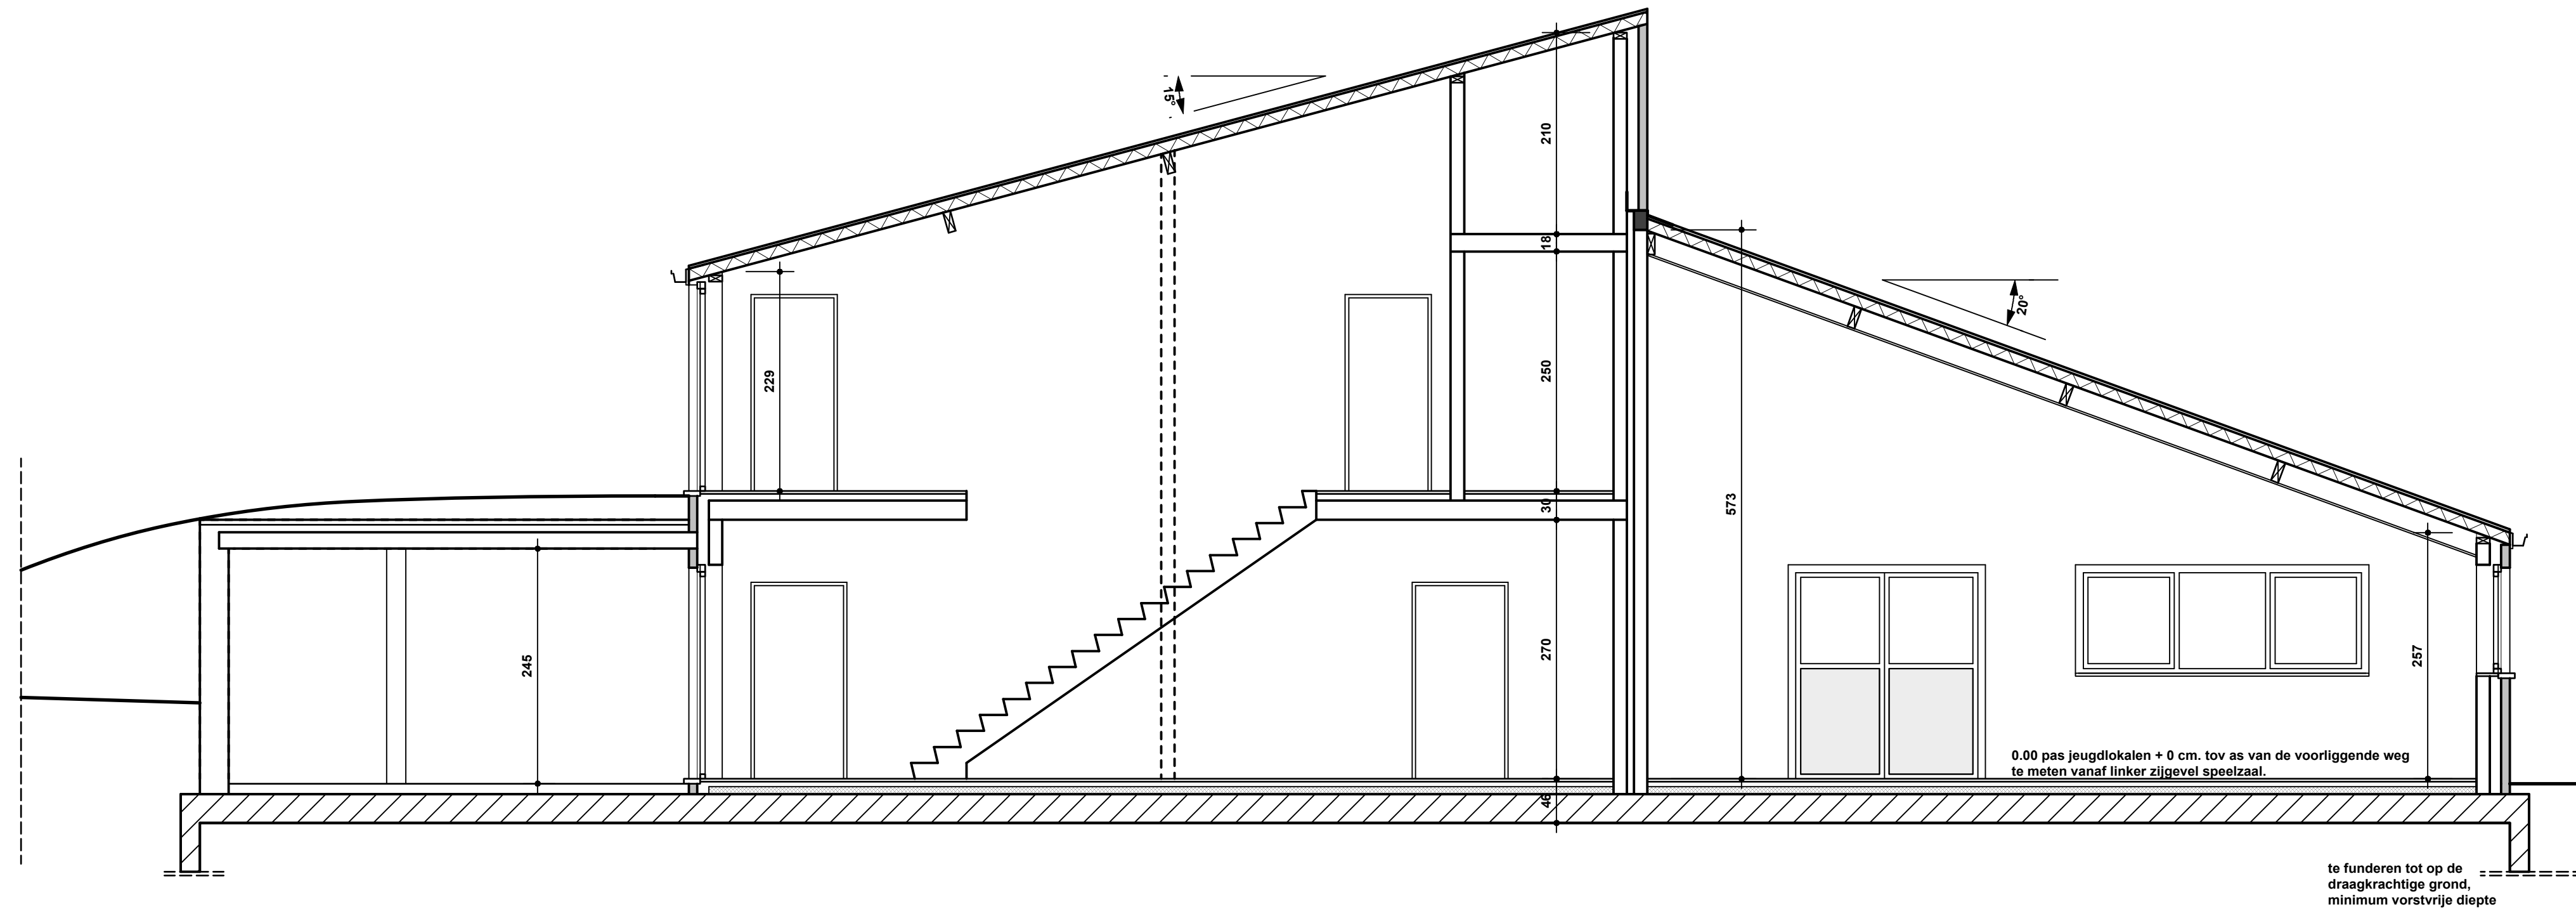 15°
210
18
20°
229
250
573
30
245
270
257
0.00 pas jeugdlokalen + 0 cm. tov as van de voorliggende weg
te meten vanaf linker zijgevel speelzaal.
46
te funderen tot op de
draagkrachtige grond,
minimum vorstvrije diepte